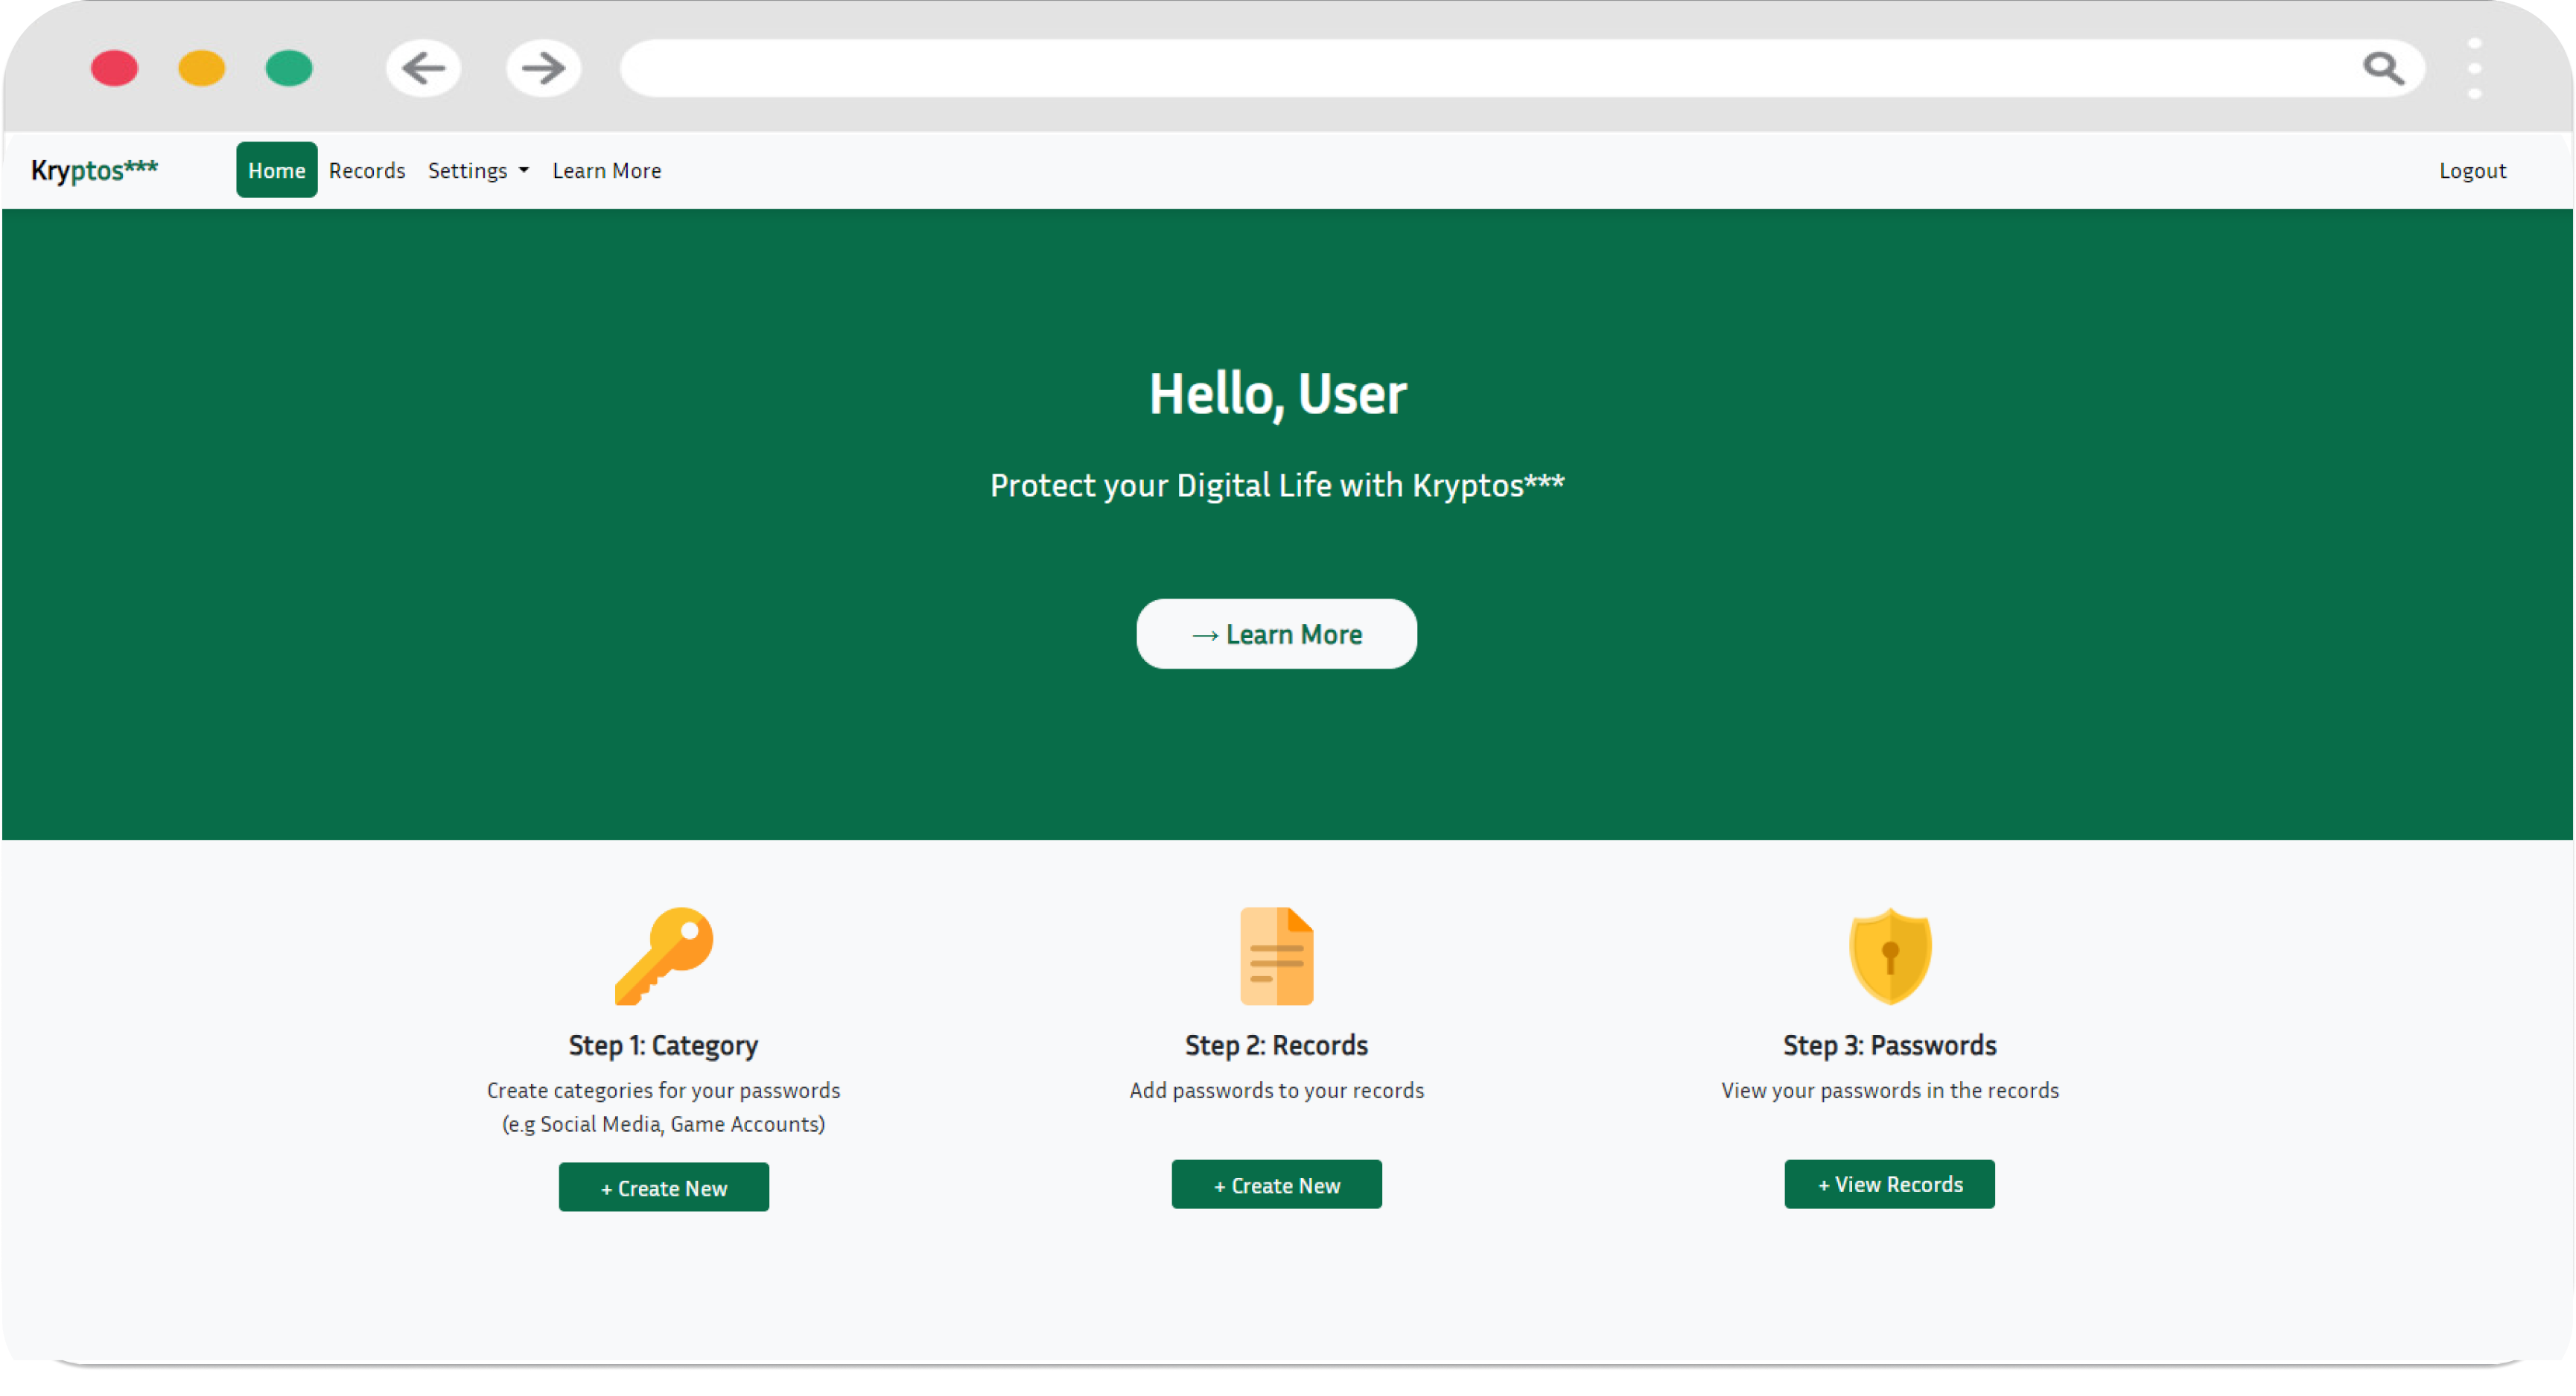 Kryptos*** Home Records Settings Learn More Logout
Hello, User
Protect your Digital Life with Kryptos***
→ Learn More
Step 1: Category
Create categories for your passwords
(e.g Social Media, Game Accounts)
+ Create New
Step 2: Records
Add passwords to your records
+ Create New
Step 3: Passwords
View your passwords in the records
+ View Records